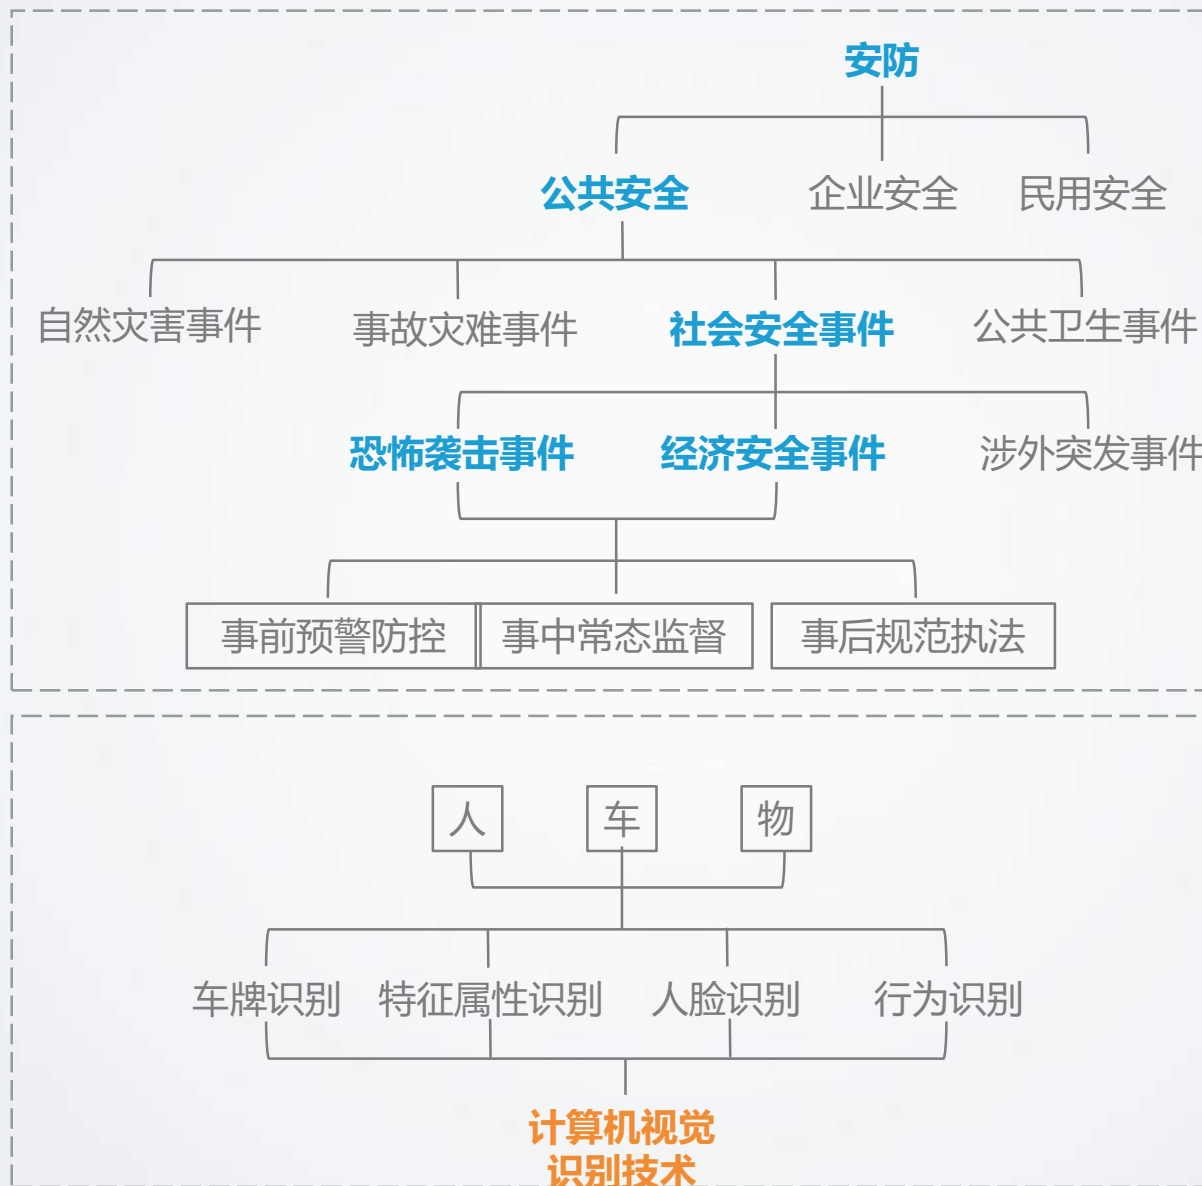 安防
公共安全 企业安全 民用安全
自然灾害事件 事故灾难事件 社会安全事件 公共卫生事件
恐怖袭击事件 经济安全事件 涉外突发事件
事前预警防控 事中常态监督 事后规范执法
人 车 物
车牌识别 特征属性识别 人脸识别 行为识别
计算机视觉
识别技术